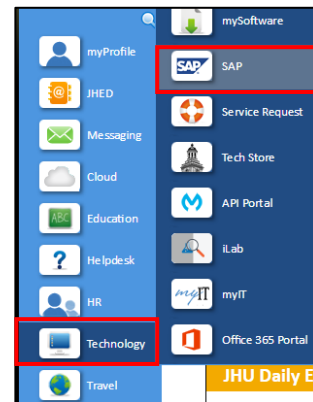 myProfile
JHED
Messaging
Cloud
ABC
Education
?
Helpdesk
HR
Technology
Travel
mySoftware
SAP
SAP
Service Request
Tech Store
API Portal
iLab
myIT
myIT
Office 365 Portal
JHU Daily E